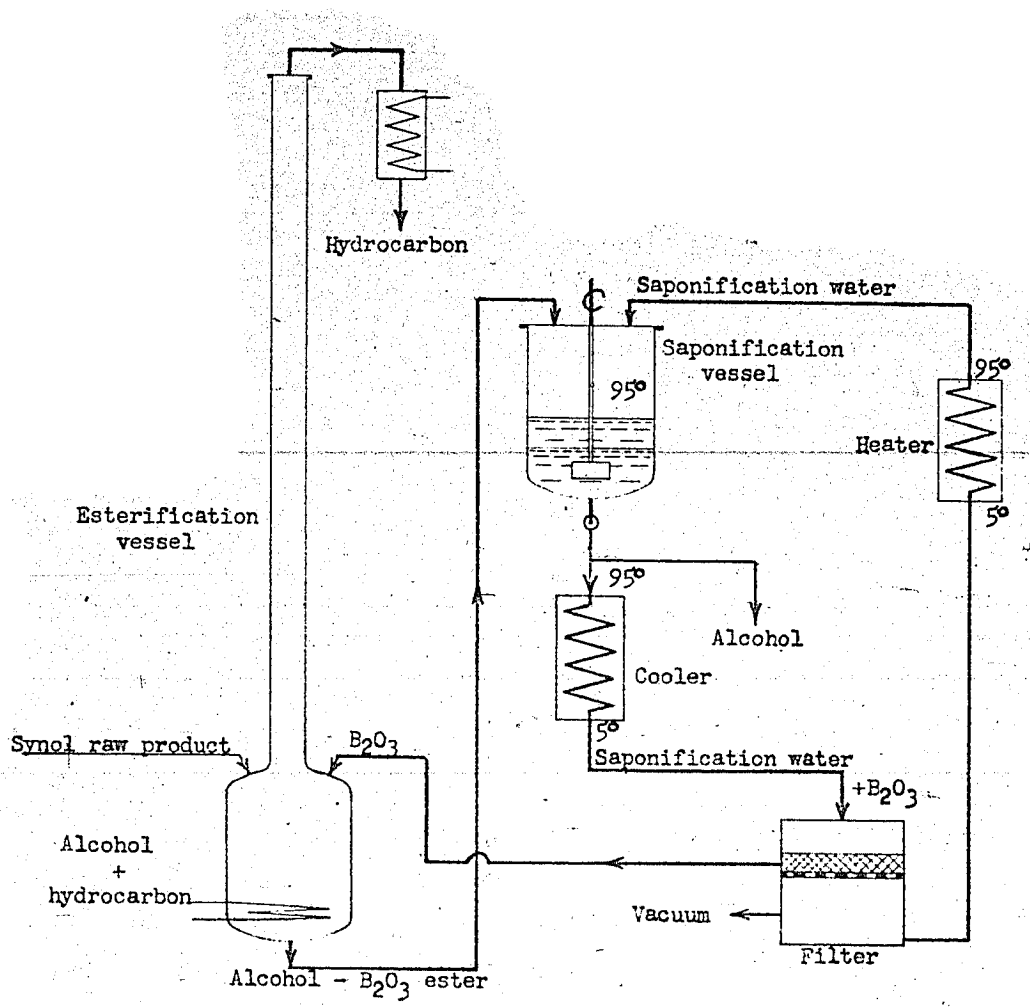 Hydrocarbon
Saponification water
Saponification
vessel
95°
95°
Heater
5°
Esterification
vessel
95°
Alcohol
Cooler
5°
Synol raw product
B₂O₃
Saponification water
+B₂O₃
Alcohol
+
hydrocarbon
Vacuum
Filter
Alcohol - B₂O₃ ester